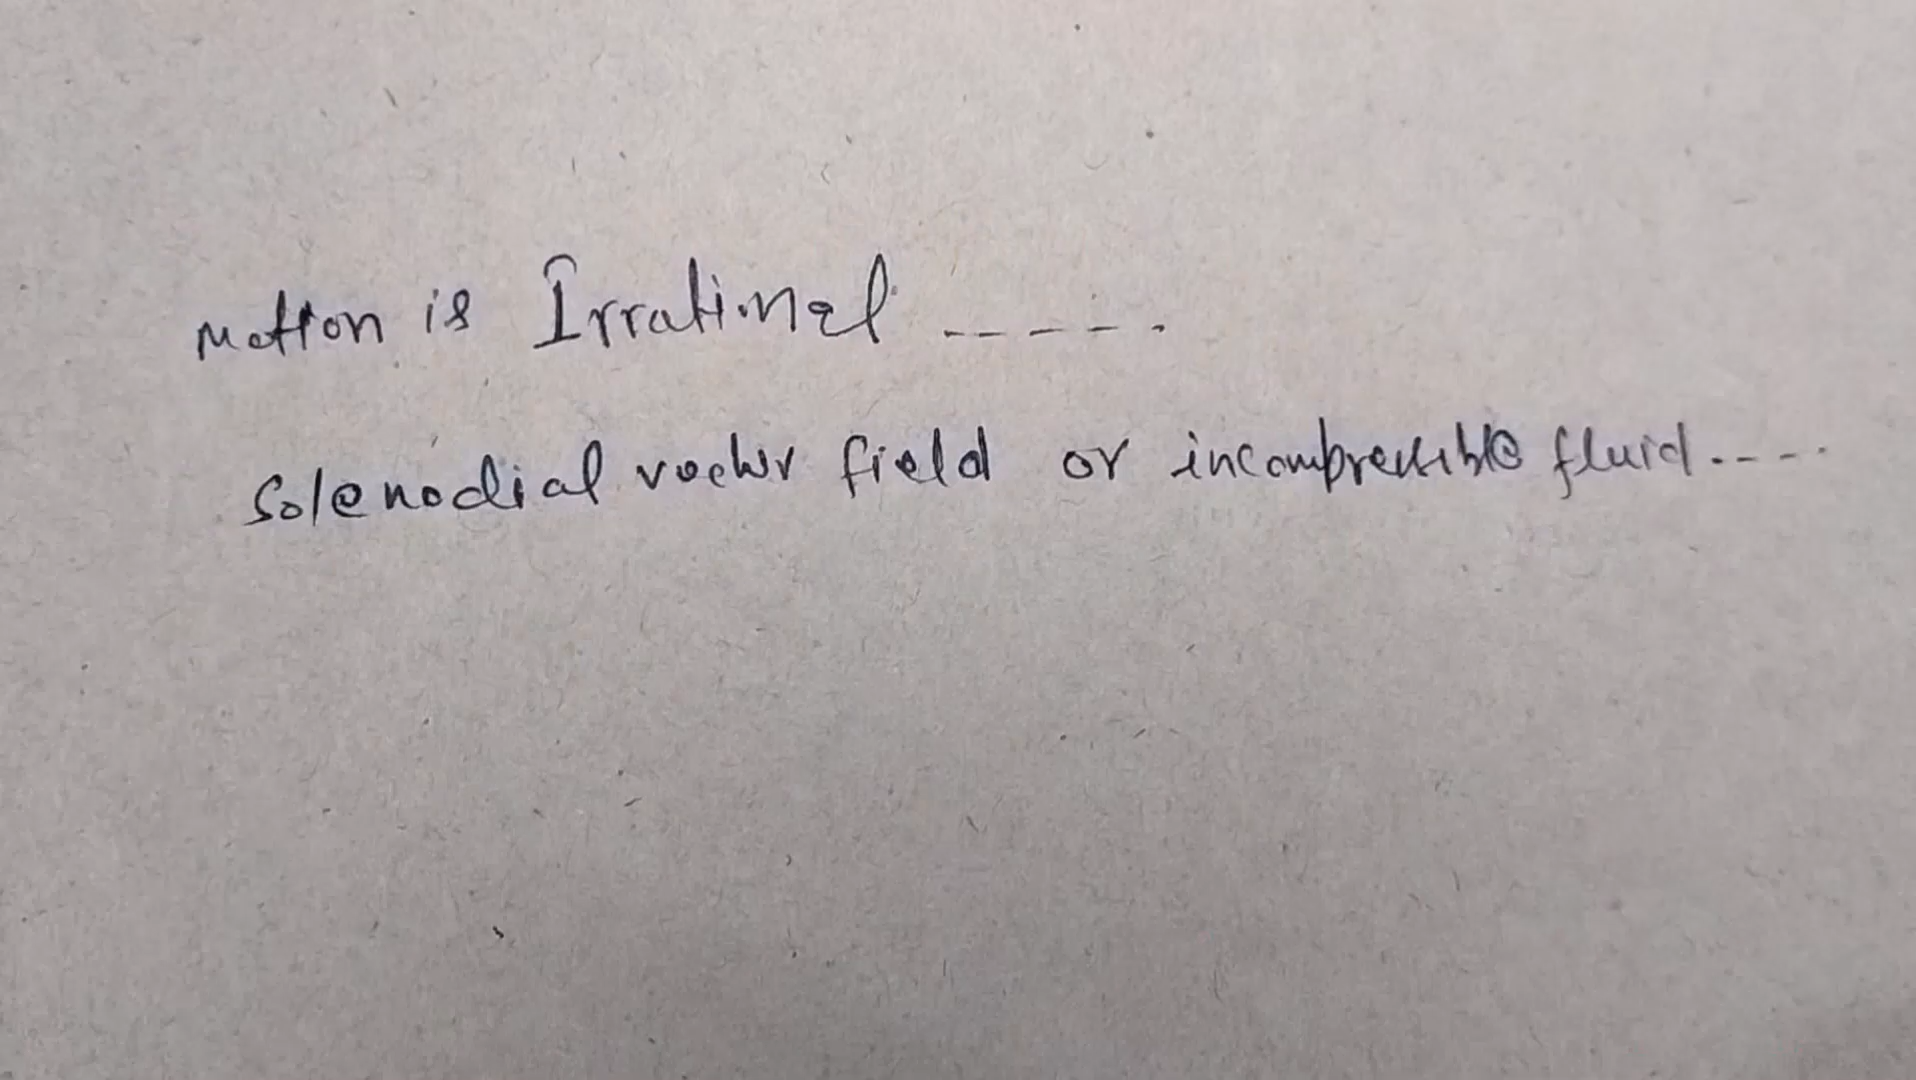 Motion is Irrational -----.
Solenodial vector field or incompressible fluid.----